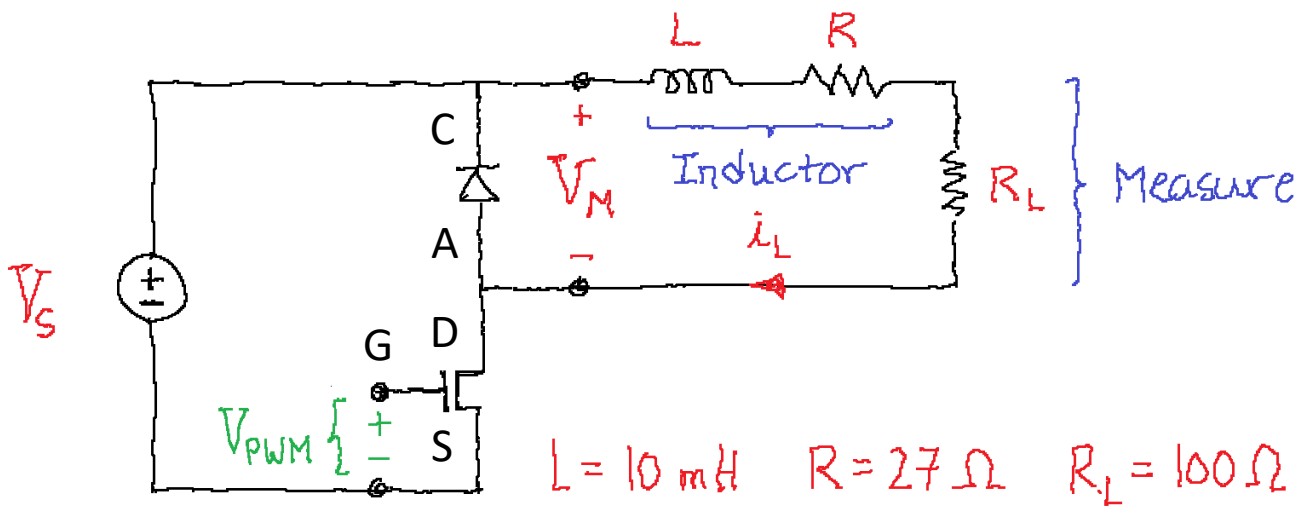 L R
C
+
V_M
-
Inductor
R_L
Measure
A
i_L
V_S
+
-
G
D
V_PWM { + -
S
L = 10 mH R = 27 Ω R_L = 100 Ω